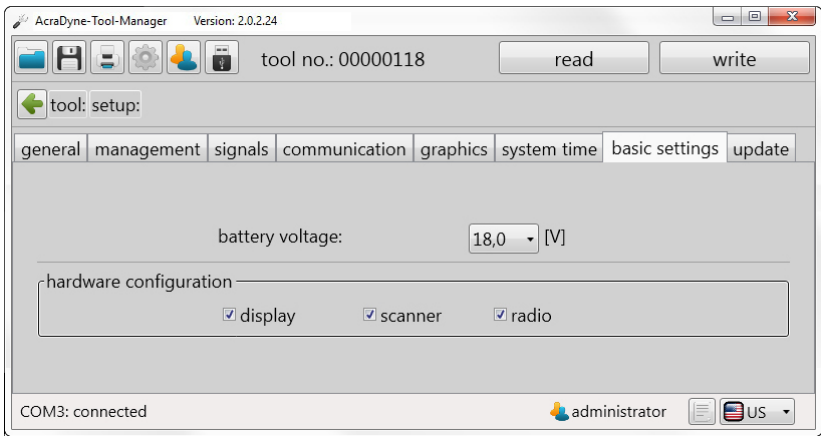 AcraDyne-Tool-Manager Version: 2.0.2.24
tool no.: 00000118 read write
tool: setup:
general management signals communication graphics system time basic settings update
battery voltage: 18,0 [V]
hardware configuration
display scanner radio
COM3: connected administrator US